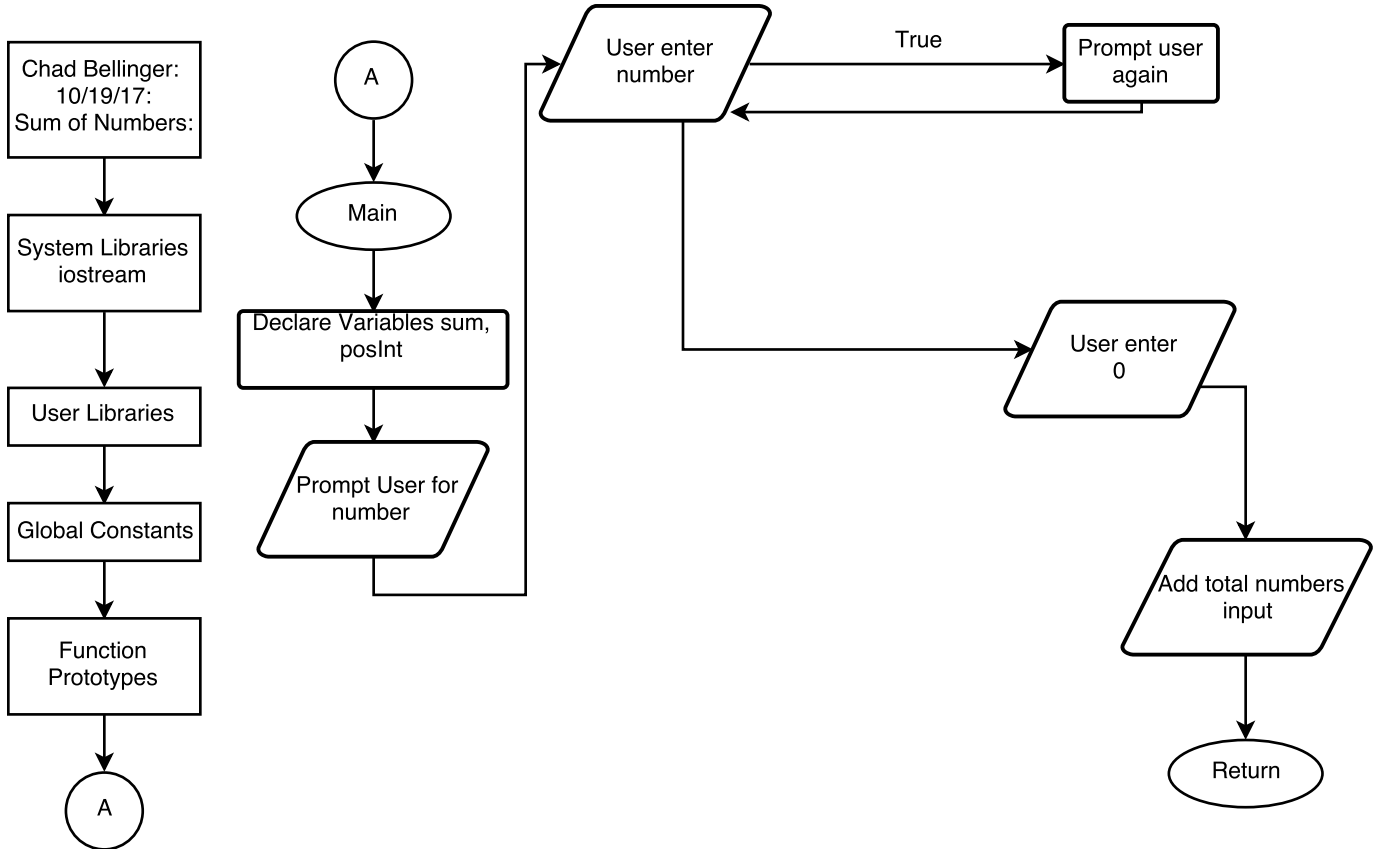 Chad Bellinger:
10/19/17:
Sum of Numbers:
System Libraries
iostream
User Libraries
Global Constants
Function
Prototypes
A
A
Main
Declare Variables sum,
posInt
Prompt User for
number
User enter
number
True
Prompt user
again
User enter
0
Add total numbers
input
Return